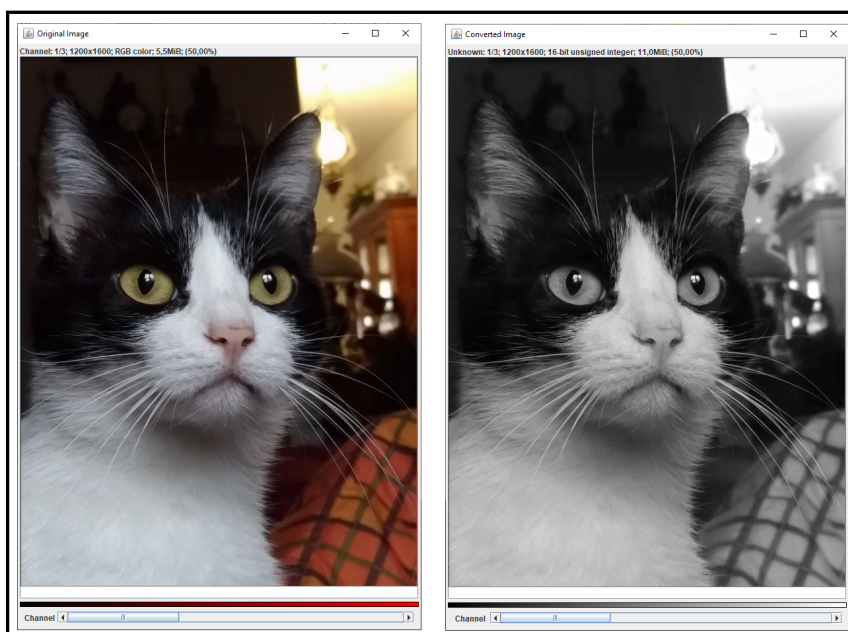 Original Image
Channel: 1/3; 1200x1600; RGB color; 5,5MiB; (50,00%)
Channel
Converted Image
Unknown: 1/3; 1200x1600; 16-bit unsigned integer; 11,0MiB; (50,00%)
Channel